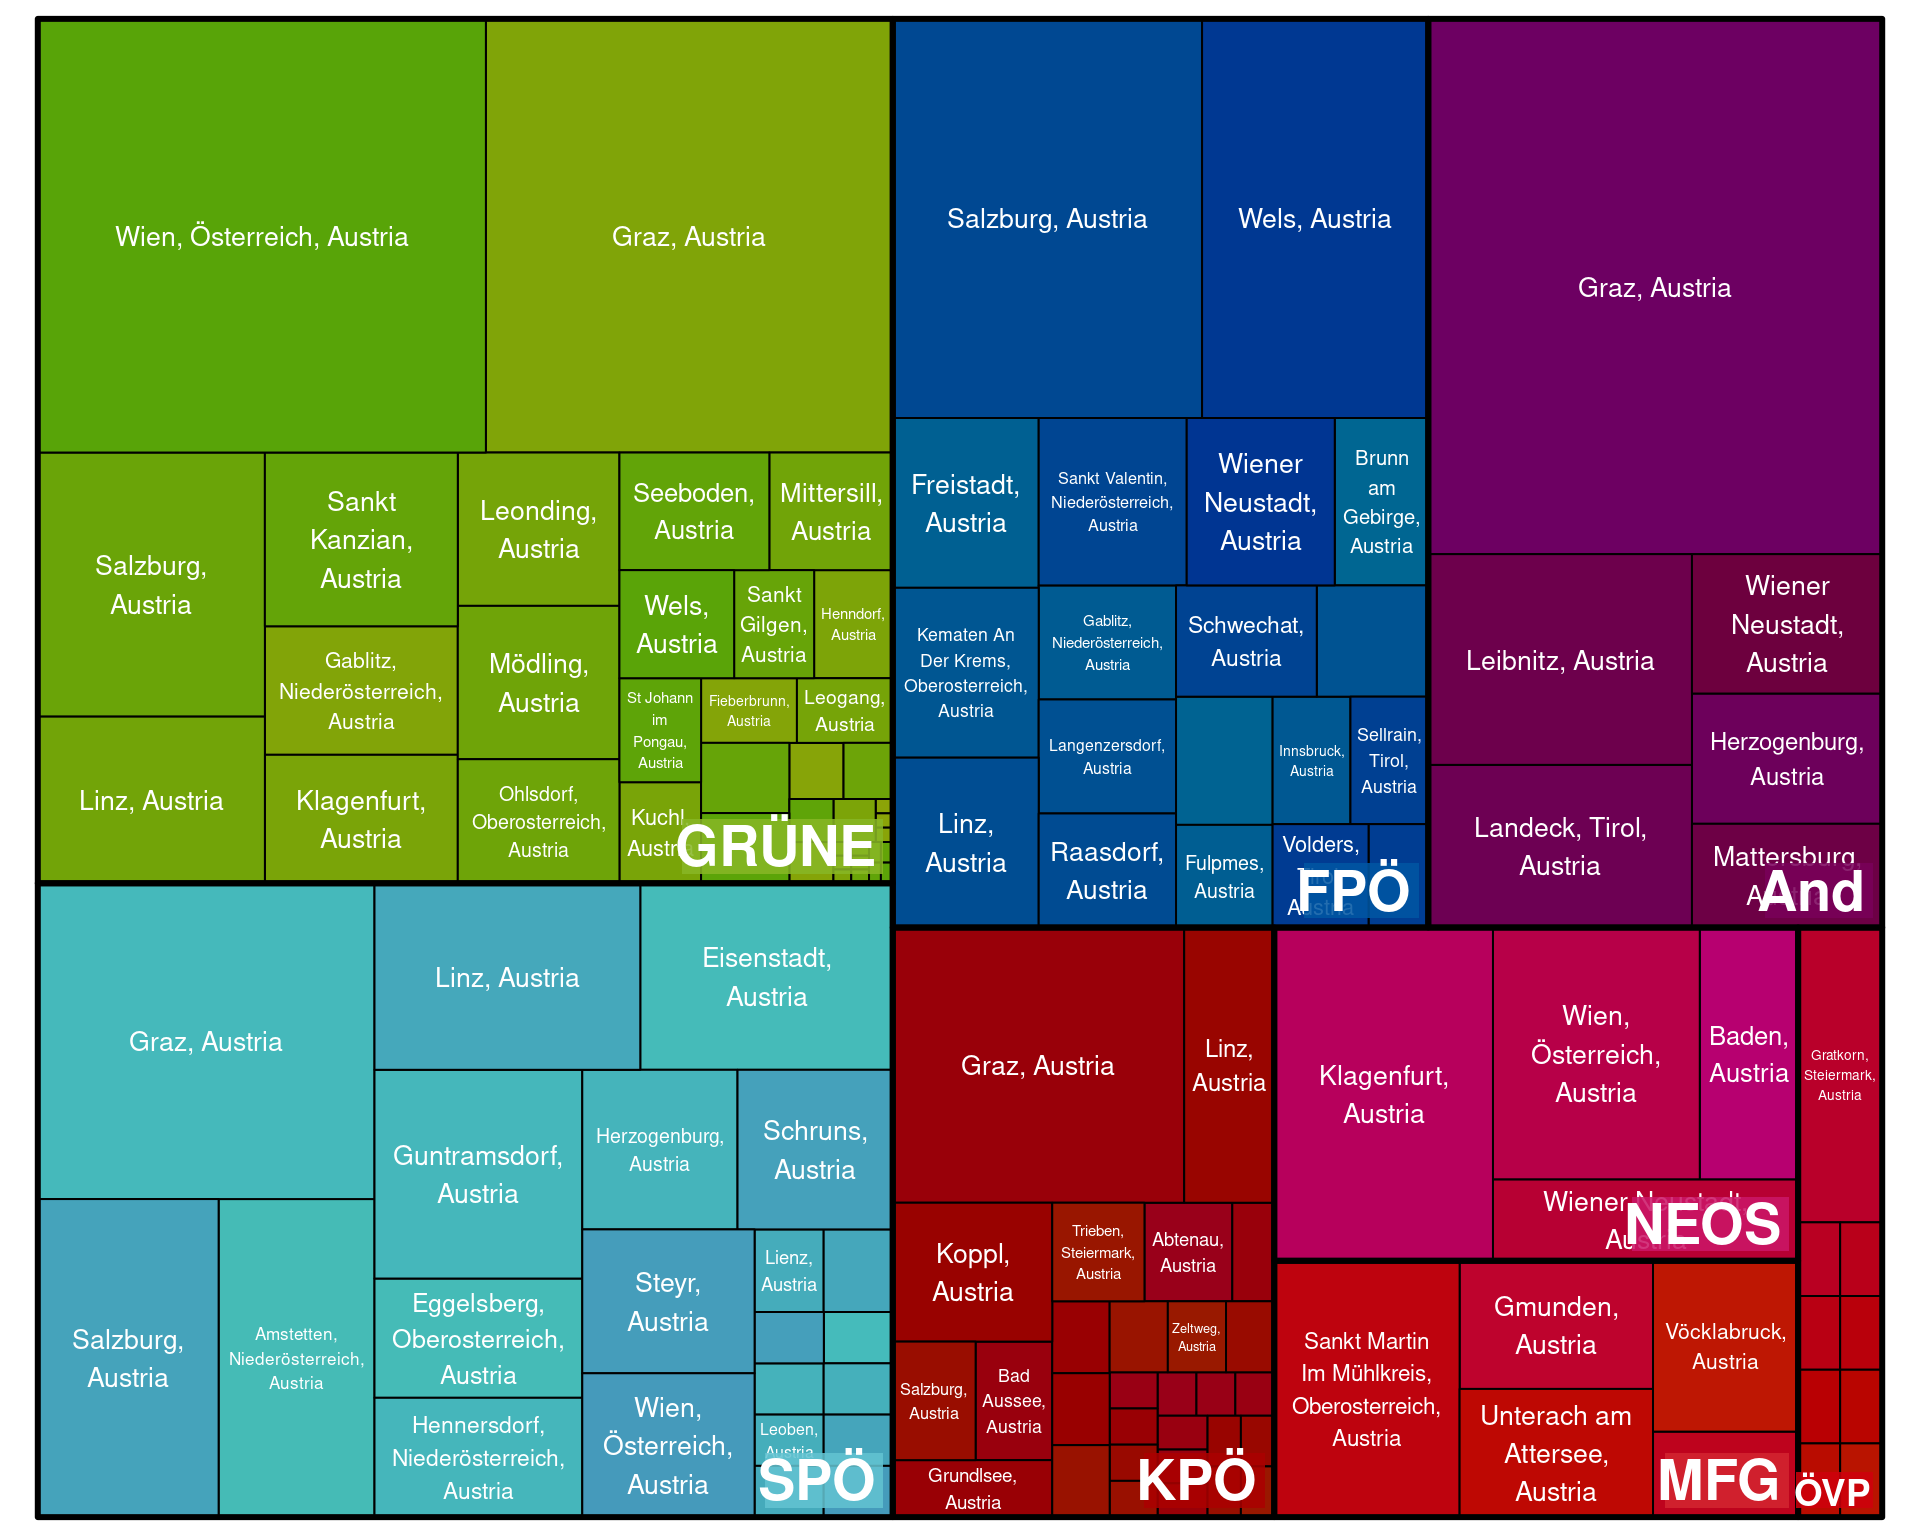 Wien, Österreich, Austria
Graz, Austria
Salzburg,
Austria
Linz, Austria
Sankt
Kanzian,
Austria
Gablitz,
Niederösterreich,
Austria
Klagenfurt,
Austria
Leonding,
Austria
Mödling,
Austria
Ohlsdorf,
Oberosterreich,
Austria
Seeboden,
Austria
Mittersill,
Austria
Wels,
Austria
Sankt
Gilgen,
Austria
Henndorf,
Austria
St Johann
im
Pongau,
Austria
Fieberbrunn,
Austria
Leogang,
Austria
Kuchl,
Austria
GRÜNE
Salzburg, Austria
Wels, Austria
Freistadt,
Austria
Sankt Valentin,
Niederösterreich,
Austria
Wiener
Neustadt,
Austria
Brunn
am
Gebirge,
Austria
Kematen An
Der Krems,
Oberosterreich,
Austria
Gablitz,
Niederösterreich,
Austria
Schwechat,
Austria
Langenzersdorf,
Austria
Innsbruck,
Austria
Sellrain,
Tirol,
Austria
Linz,
Austria
Raasdorf,
Austria
Fulpmes,
Austria
Volders,
Tirol,
Austria
FPÖ
Graz, Austria
Leibnitz, Austria
Landeck, Tirol,
Austria
Wiener
Neustadt,
Austria
Herzogenburg,
Austria
Mattersburg,
Austria
And
Graz, Austria
Salzburg,
Austria
Amstetten,
Niederösterreich,
Austria
Linz, Austria
Eisenstadt,
Austria
Guntramsdorf,
Austria
Herzogenburg,
Austria
Schruns,
Austria
Eggelsberg,
Oberosterreich,
Austria
Hennersdorf,
Niederösterreich,
Austria
Steyr,
Austria
Wien,
Österreich,
Austria
Lienz,
Austria
Leoben,
Austria
SPÖ
Graz, Austria
Linz,
Austria
Koppl,
Austria
Trieben,
Steiermark,
Austria
Abtenau,
Austria
Zeltweg,
Austria
Salzburg,
Austria
Bad
Aussee,
Austria
Grundlsee,
Austria
KPÖ
Klagenfurt,
Austria
Wien,
Österreich,
Austria
Baden,
Austria
Wiener Neustadt,
Austria
NEOS
Sankt Martin
Im Mühlkreis,
Oberosterreich,
Austria
Gmunden,
Austria
Unterach am
Attersee,
Austria
Vöcklabruck,
Austria
MFG
Gratkorn,
Steiermark,
Austria
ÖVP